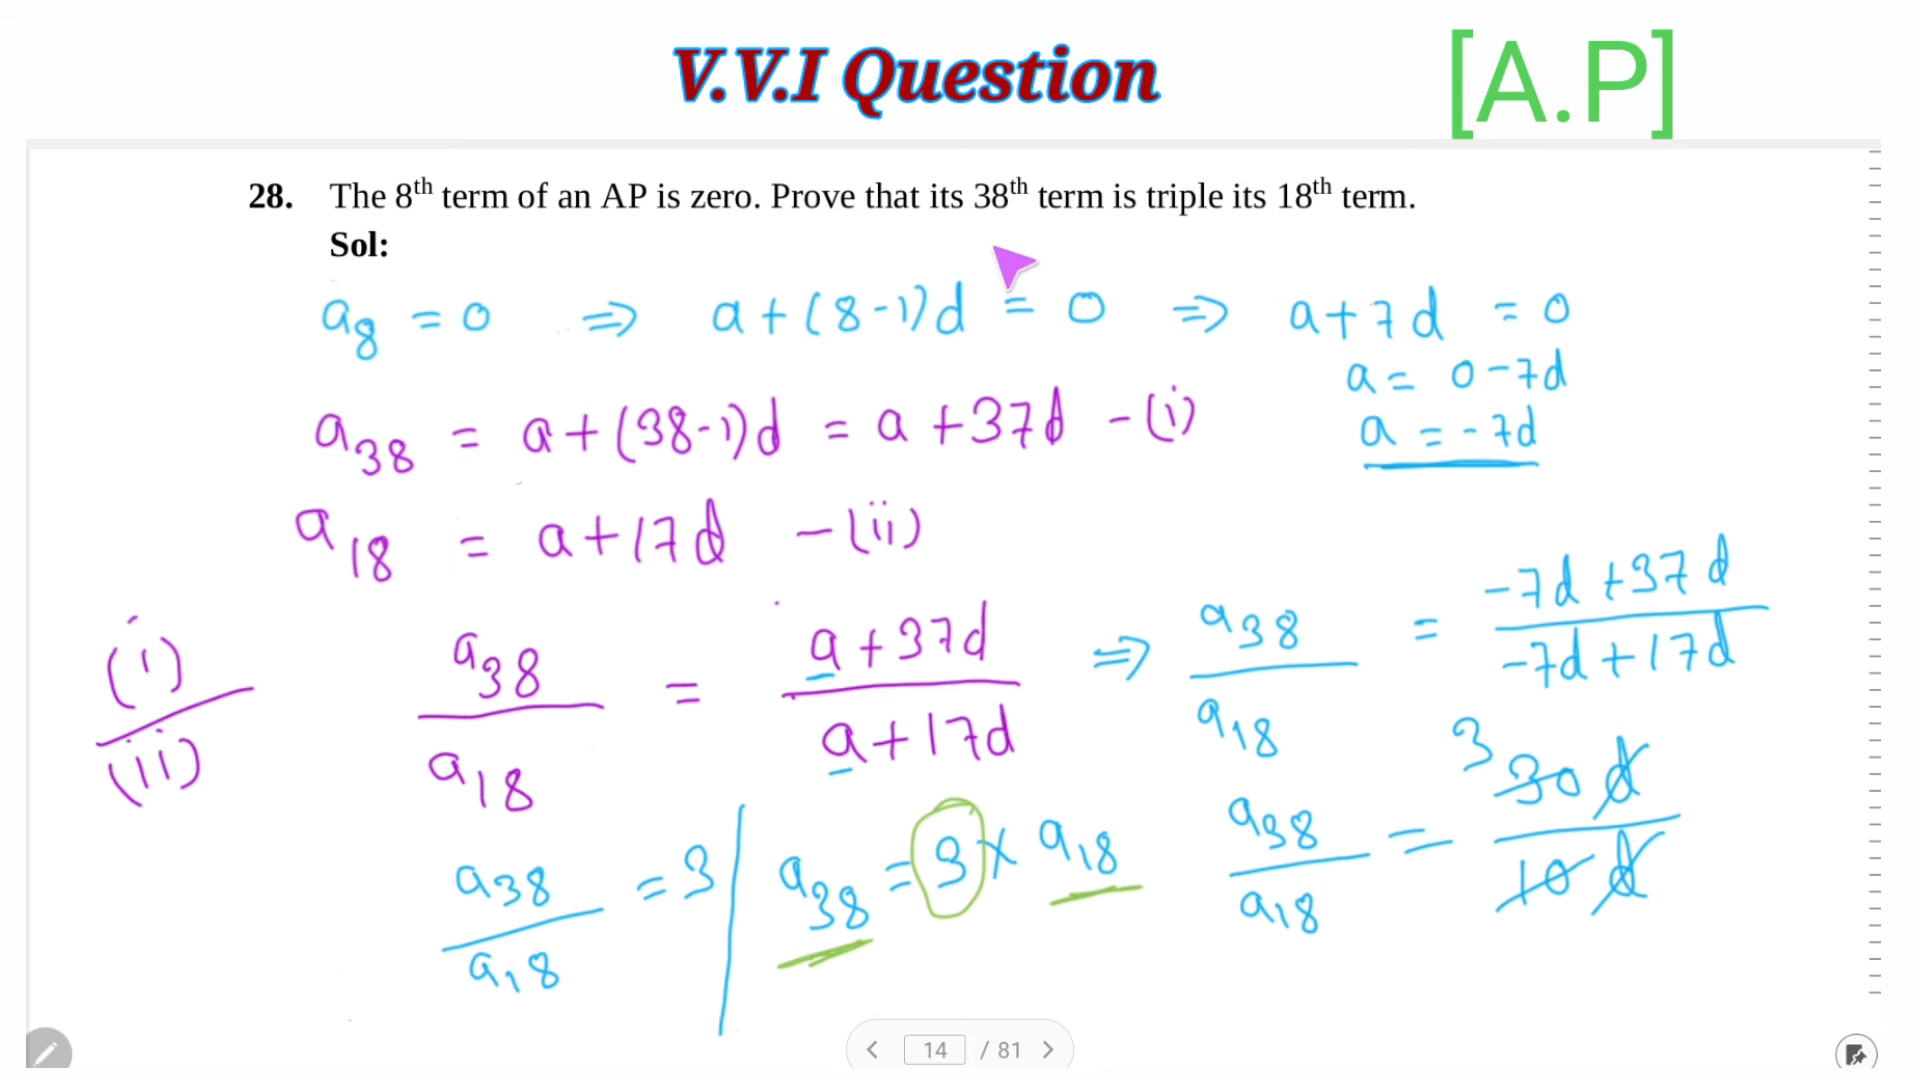 V.V.I Question
[A.P]
28. The 8th term of an AP is zero. Prove that its 38th term is triple its 18th term.
Sol:
a8 = 0 ⇒ a+(8-1)d = 0 ⇒ a+7d = 0
a = 0-7d
a = -7d
a38 = a+(38-1)d = a+37d -(i)
a18 = a+17d -(ii)
(i)/(ii) a38/a18 = a+37d/a+17d ⇒ a38/a18 = -7d+37d/-7d+17d
a38/a18 = 3 30d/10d
a38/a18 = 3 | a38 = 3 × a18
14 / 81